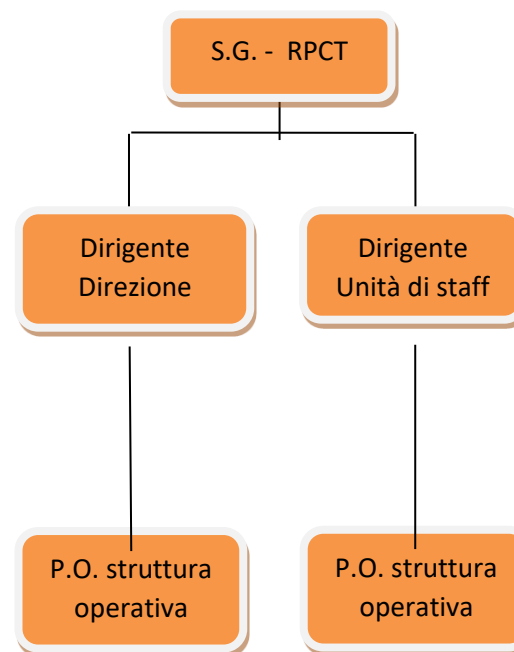 S.G. - RPCT
Dirigente
Direzione
Dirigente
Unità di staff
P.O. struttura
operativa
P.O. struttura
operativa